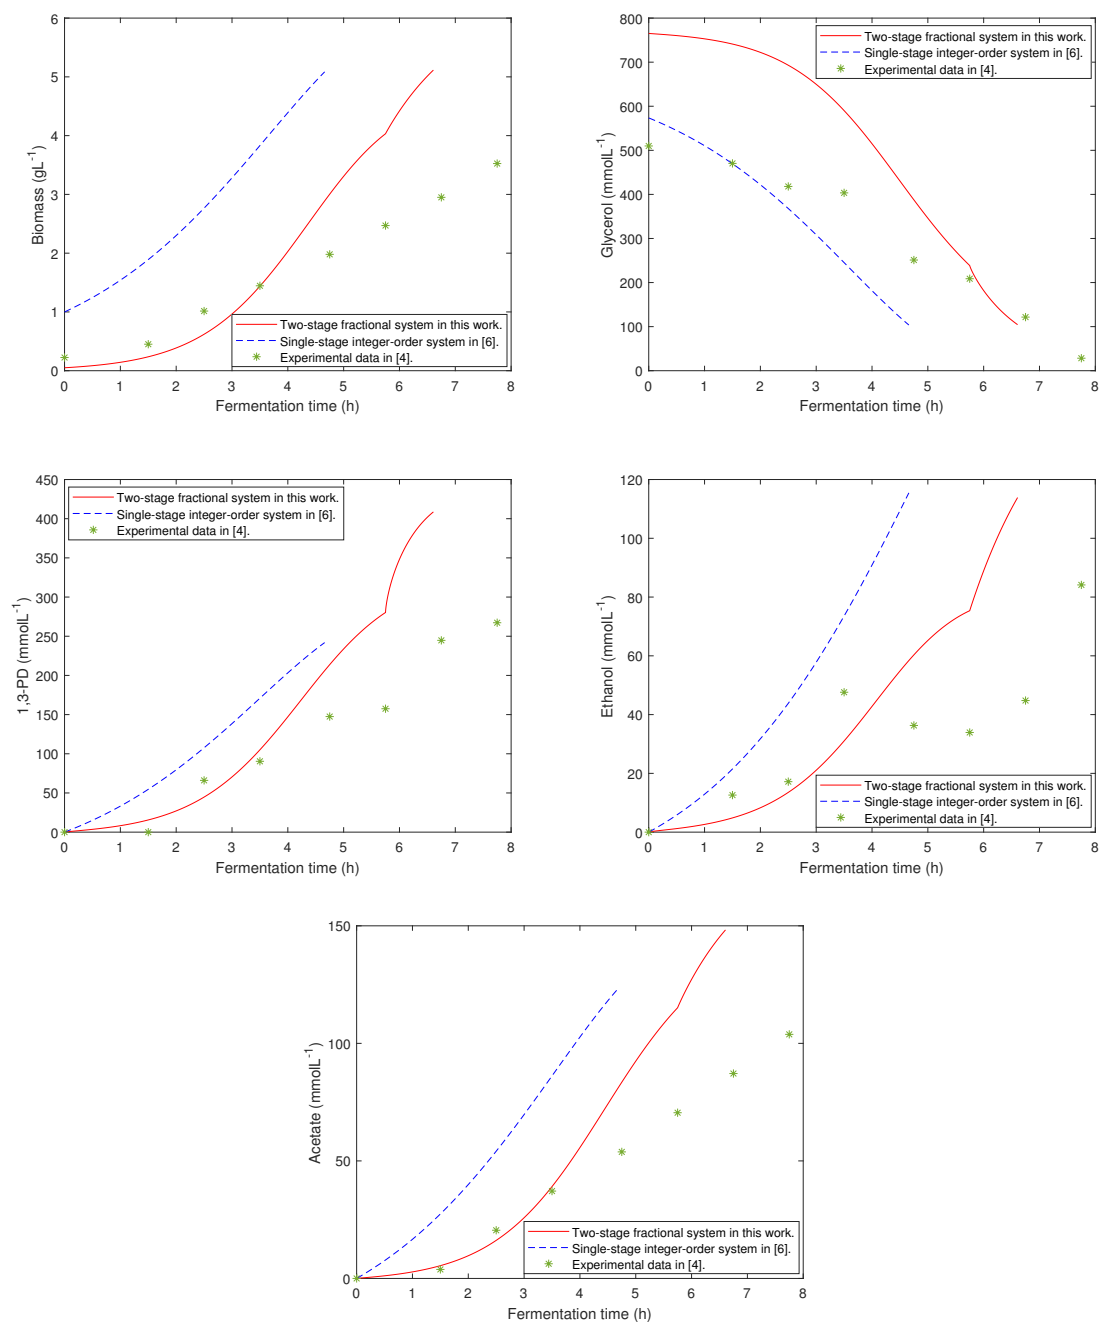 6
5
4
3
2
1
0
Biomass (gL-1)
Two-stage fractional system in this work.
Single-stage integer-order system in [6].
Experimental data in [4].
0 1 2 3 4 5 6 7 8
Fermentation time (h)
800
700
600
500
400
300
200
100
0
Glycerol (mmolL-1)
Two-stage fractional system in this work.
Single-stage integer-order system in [6].
Experimental data in [4].
0 1 2 3 4 5 6 7 8
Fermentation time (h)
450
400
350
300
250
200
150
100
50
0
1,3-PD (mmolL-1)
Two-stage fractional system in this work.
Single-stage integer-order system in [6].
Experimental data in [4].
0 1 2 3 4 5 6 7 8
Fermentation time (h)
120
100
80
60
40
20
0
Ethanol (mmolL-1)
Two-stage fractional system in this work.
Single-stage integer-order system in [6].
Experimental data in [4].
0 1 2 3 4 5 6 7 8
Fermentation time (h)
150
100
50
0
Acetate (mmolL-1)
Two-stage fractional system in this work.
Single-stage integer-order system in [6].
Experimental data in [4].
0 1 2 3 4 5 6 7 8
Fermentation time (h)